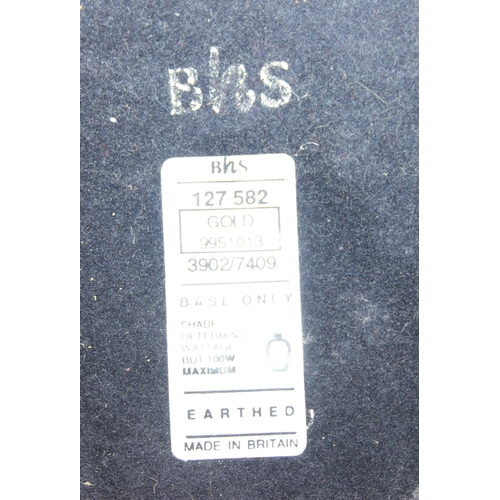 BhS
BhS
127 582
GOLD
9951013
3902/7409
BASE ONLY
SHADE
DETERMINE
WATTAGE
BUT 100W
MAXIMUM
EARTHED
MADE IN BRITAIN